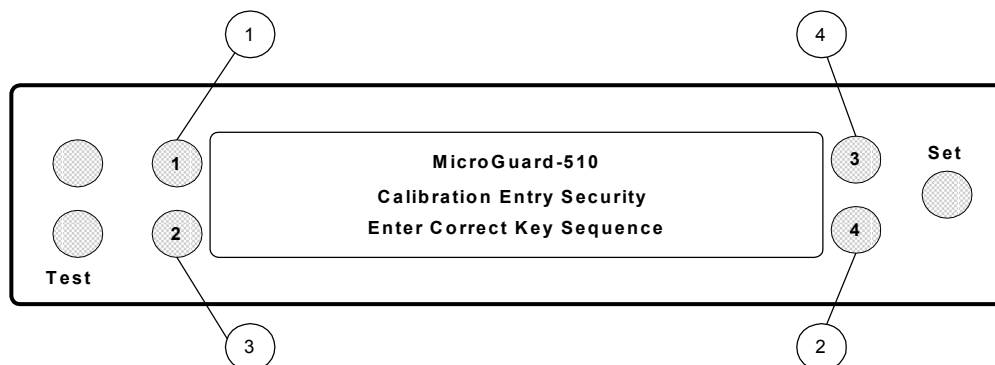 1
4
1
MicroGuard-510
3
Set
Calibration Entry Security
2
Enter Correct Key Sequence
4
Test
3
2